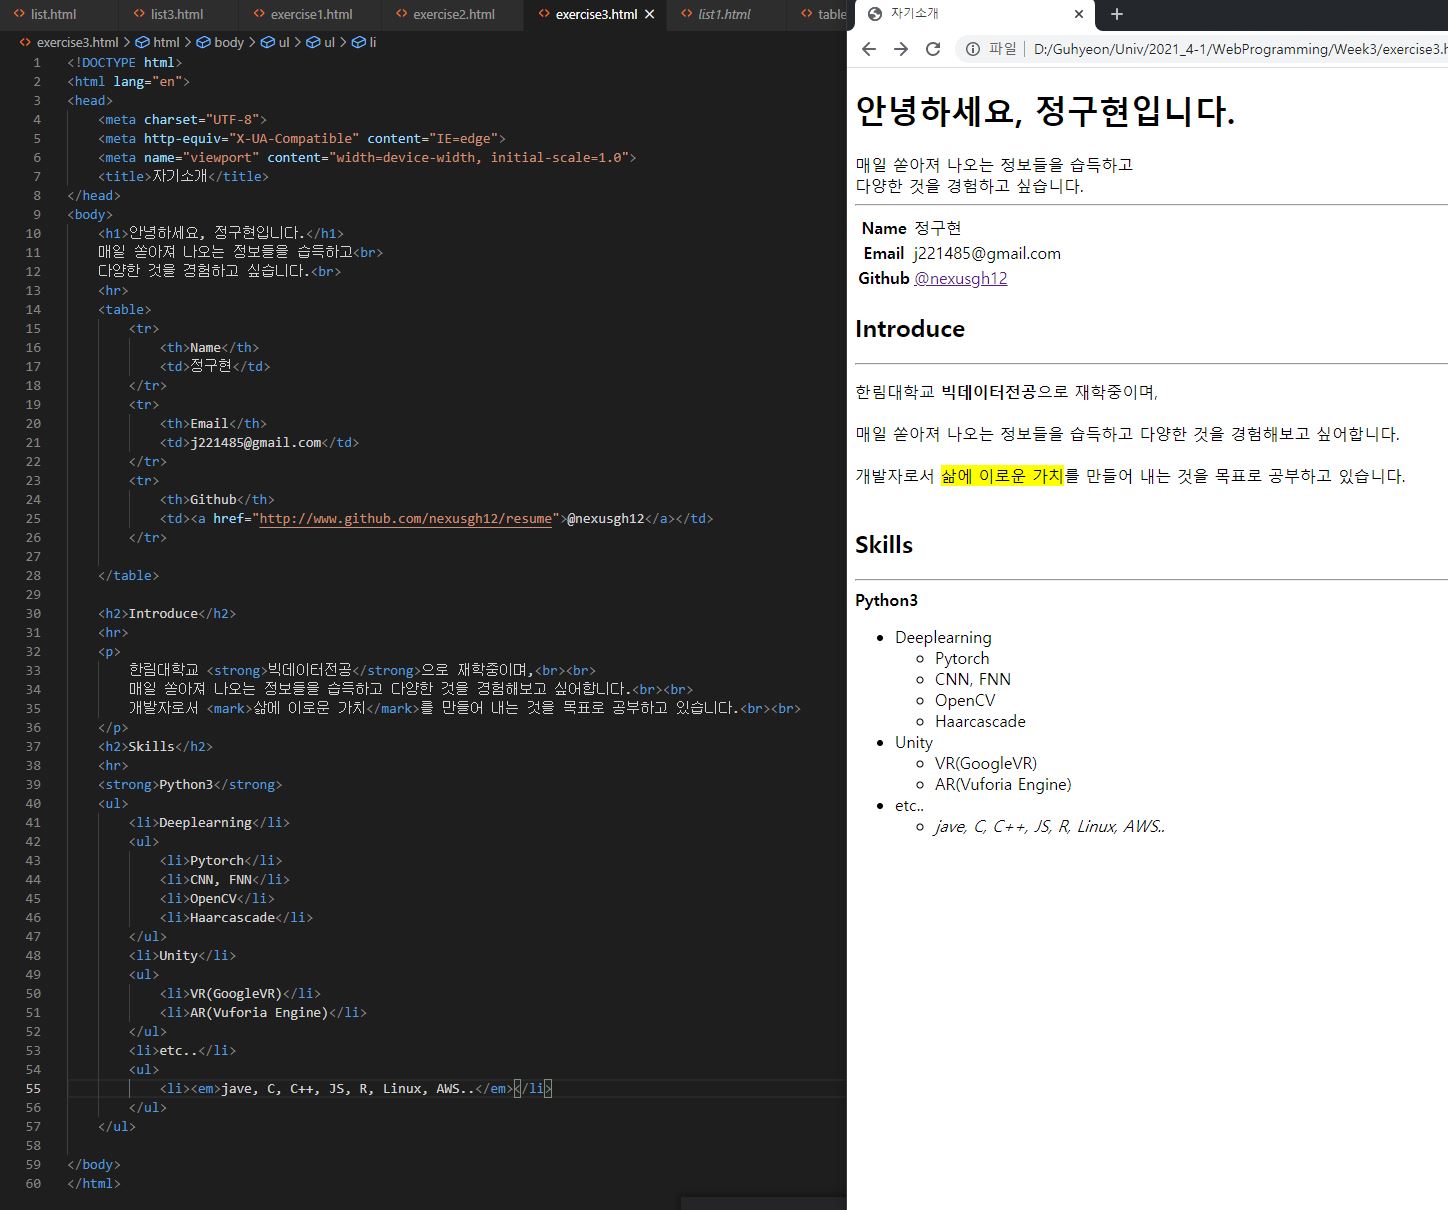 list.html list3.html exercise1.html exercise2.html exercise3.html list1.html table
exercise3.html > html > body > ul > ul > li
1 <!DOCTYPE html>
2 <html lang="en">
3 <head>
4 <meta charset="UTF-8">
5 <meta http-equiv="X-UA-Compatible" content="IE=edge">
6 <meta name="viewport" content="width=device-width, initial-scale=1.0">
7 <title>자기소개</title>
8 </head>
9 <body>
10 <h1>안녕하세요, 정구현입니다.</h1>
11 매일 쏟아져 나오는 정보들을 습득하고<br>
12 다양한 것을 경험하고 싶습니다.<br>
13 <hr>
14 <table>
15 <tr>
16 <th>Name</th>
17 <td>정구현</td>
18 </tr>
19 <tr>
20 <th>Email</th>
21 <td>j221485@gmail.com</td>
22 </tr>
23 <tr>
24 <th>Github</th>
25 <td><a href="http://www.github.com/nexusgh12/resume">@nexusgh12</a></td>
26 </tr>
27
28 </table>
29
30 <h2>Introduce</h2>
31 <hr>
32 <p>
33 한림대학교 <strong>빅데이터전공</strong>으로 재학중이며,<br><br>
34 매일 쏟아져 나오는 정보들을 습득하고 다양한 것을 경험해보고 싶어합니다.<br><br>
35 개발자로서 <mark>삶에 이로운 가치</mark>를 만들어 내는 것을 목표로 공부하고 있습니다.<br><br>
36 </p>
37 <h2>Skills</h2>
38 <hr>
39 <strong>Python3</strong>
40 <ul>
41 <li>Deeplearning</li>
42 <ul>
43 <li>Pytorch</li>
44 <li>CNN, FNN</li>
45 <li>OpenCV</li>
46 <li>Haarcascade</li>
47 </ul>
48 <li>Unity</li>
49 <ul>
50 <li>VR(GoogleVR)</li>
51 <li>AR(Vuforia Engine)</li>
52 </ul>
53 <li>etc..</li>
54 <ul>
55 <li><em>jave, C, C++, JS, R, Linux, AWS..</em></li>
56 </ul>
57 </ul>
58
59 </body>
60 </html>
자기소개
파일 | D:/Guhyeon/Univ/2021_4-1/WebProgramming/Week3/exercise3.h
안녕하세요, 정구현입니다.
매일 쏟아져 나오는 정보들을 습득하고
다양한 것을 경험하고 싶습니다.
Name 정구현
Email j221485@gmail.com
Github @nexusgh12
Introduce
한림대학교 빅데이터전공으로 재학중이며,
매일 쏟아져 나오는 정보들을 습득하고 다양한 것을 경험해보고 싶어합니다.
개발자로서 삶에 이로운 가치를 만들어 내는 것을 목표로 공부하고 있습니다.
Skills
Python3
Deeplearning
Pytorch
CNN, FNN
OpenCV
Haarcascade
Unity
VR(GoogleVR)
AR(Vuforia Engine)
etc..
jave, C, C++, JS, R, Linux, AWS..